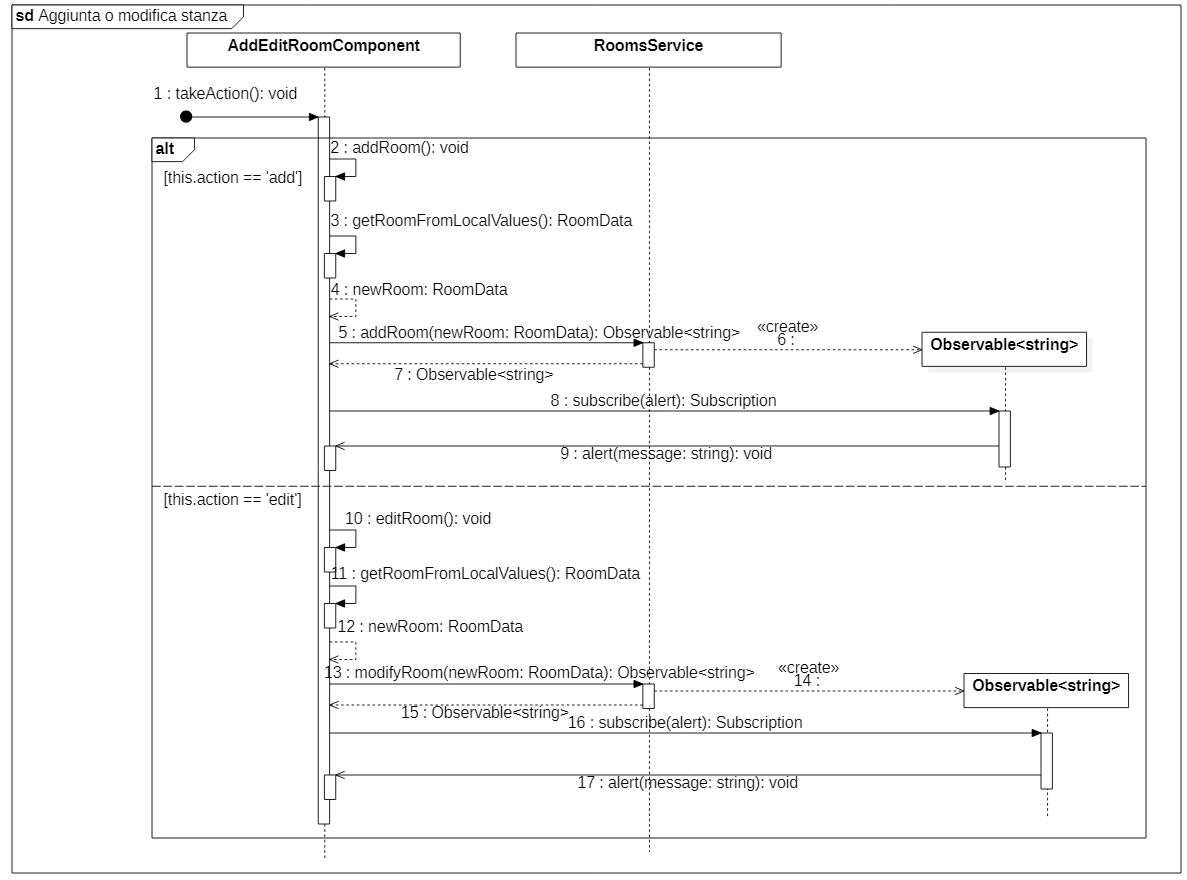 sd Aggiunta o modifica stanza
AddEditRoomComponent
RoomsService
1 : takeAction(): void
alt
2 : addRoom(): void
[this.action == 'add']
3 : getRoomFromLocalValues(): RoomData
4 : newRoom: RoomData
5 : addRoom(newRoom: RoomData): Observable<string>
«create»
6 :
Observable<string>
7 : Observable<string>
8 : subscribe(alert): Subscription
9 : alert(message: string): void
[this.action == 'edit']
10 : editRoom(): void
11 : getRoomFromLocalValues(): RoomData
12 : newRoom: RoomData
13 : modifyRoom(newRoom: RoomData): Observable<string>
«create»
14 :
Observable<string>
15 : Observable<string>
16 : subscribe(alert): Subscription
17 : alert(message: string): void